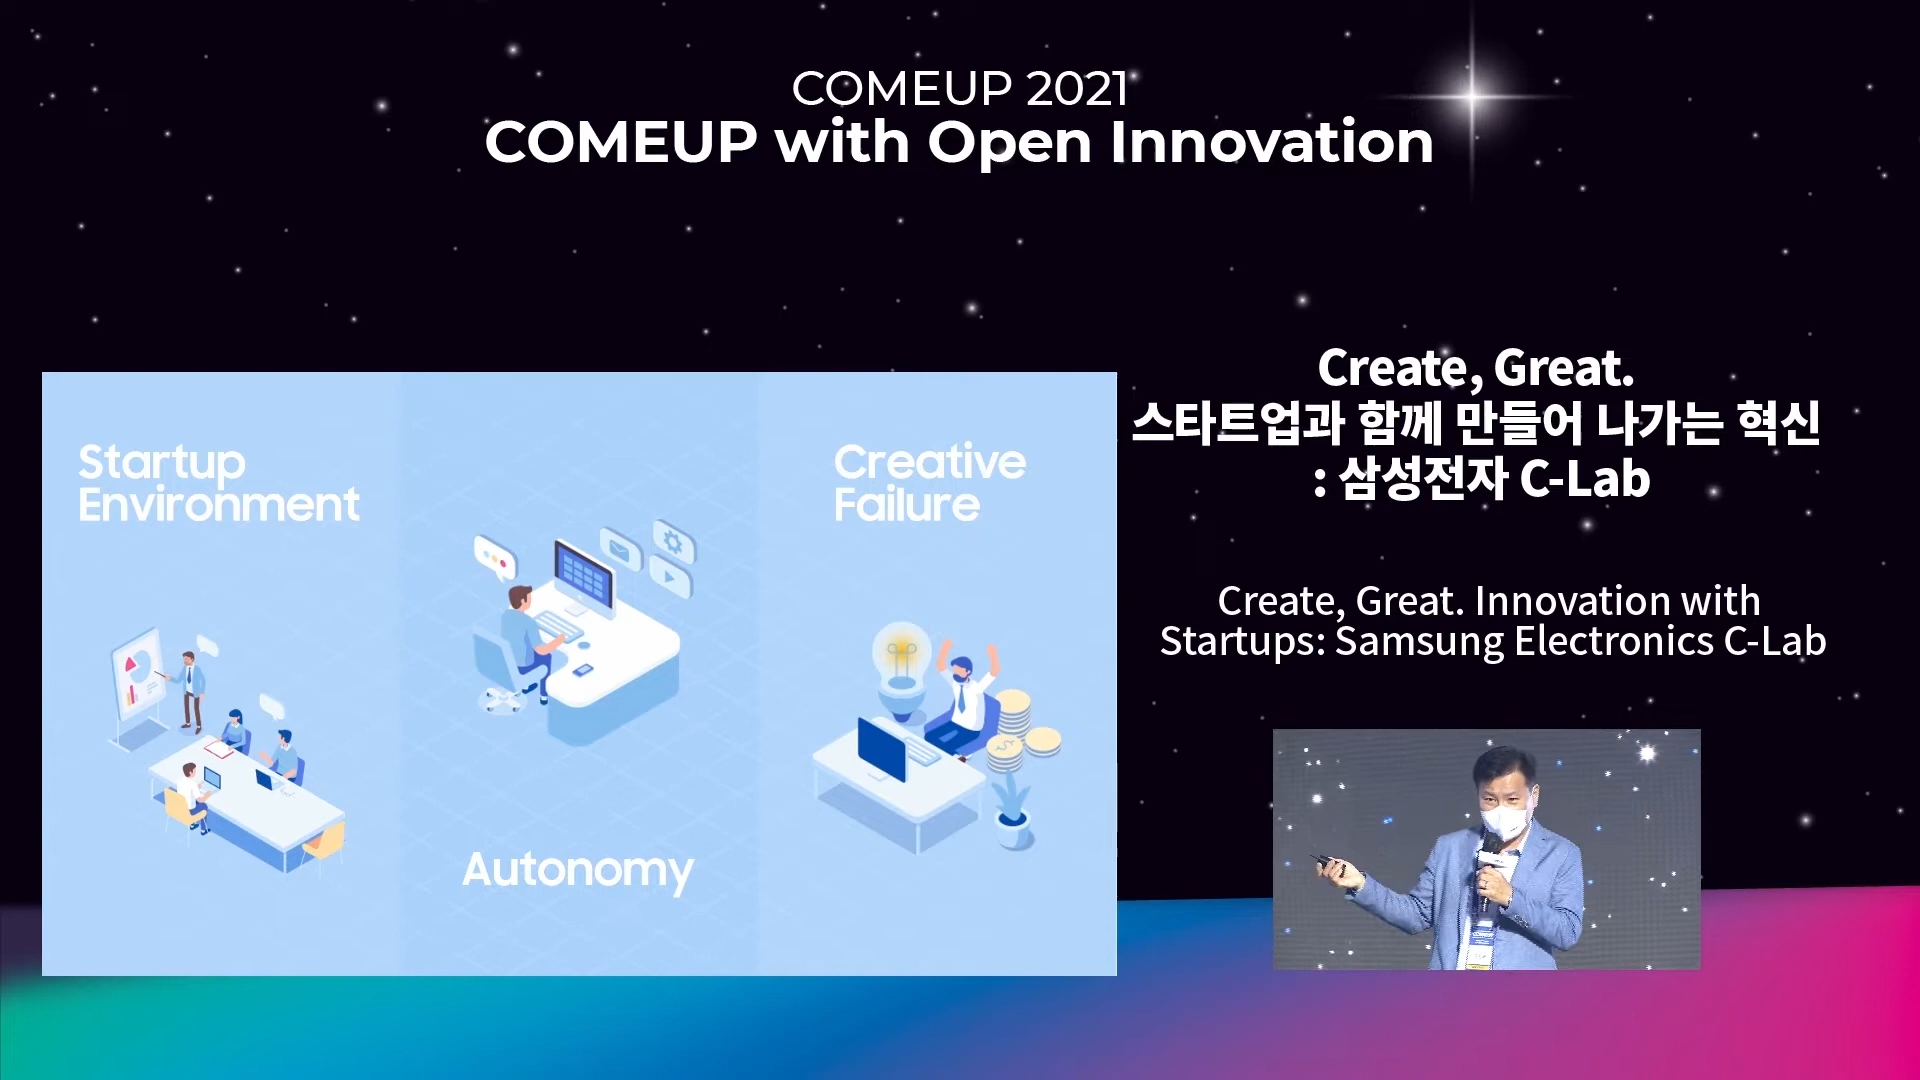 COMEUP 2021
COMEUP with Open Innovation
Startup
Environment
Autonomy
Creative
Failure
Create, Great.
스타트업과 함께 만들어 나가는 혁신
: 삼성전자 C-Lab
Create, Great. Innovation with
Startups: Samsung Electronics C-Lab